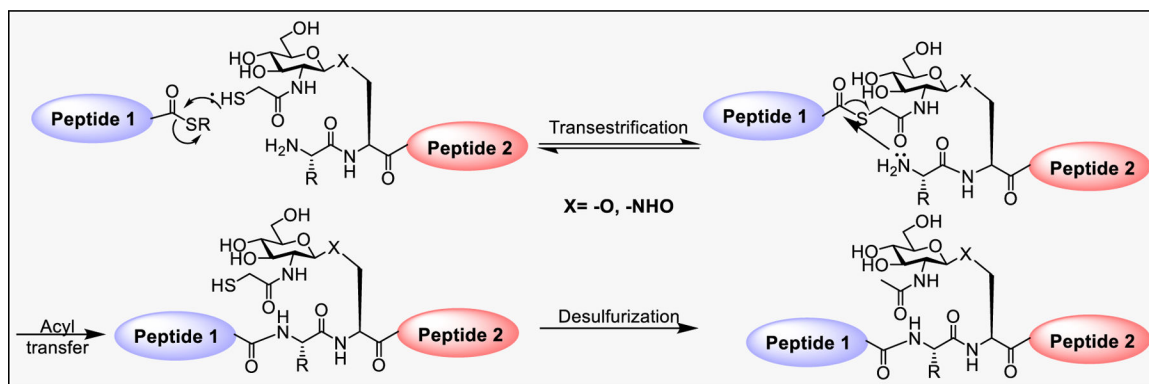 OH
HO
HO
O
X
NH
HS
O
O
Peptide 1
SR
H2N
O
NH
R
O
Peptide 2
Transestrification
X= -O, -NHO
OH
HO
HO
O
X
O
H
NH
S
O
Peptide 1
H2N
O
NH
R
O
Peptide 2
Acyl
transfer
OH
HO
HO
O
X
NH
HS
O
Peptide 1
O
H
N
R
O
N
H
O
Peptide 2
Desulfurization
OH
HO
HO
O
X
NH
O
Peptide 1
O
H
N
R
O
N
H
O
Peptide 2